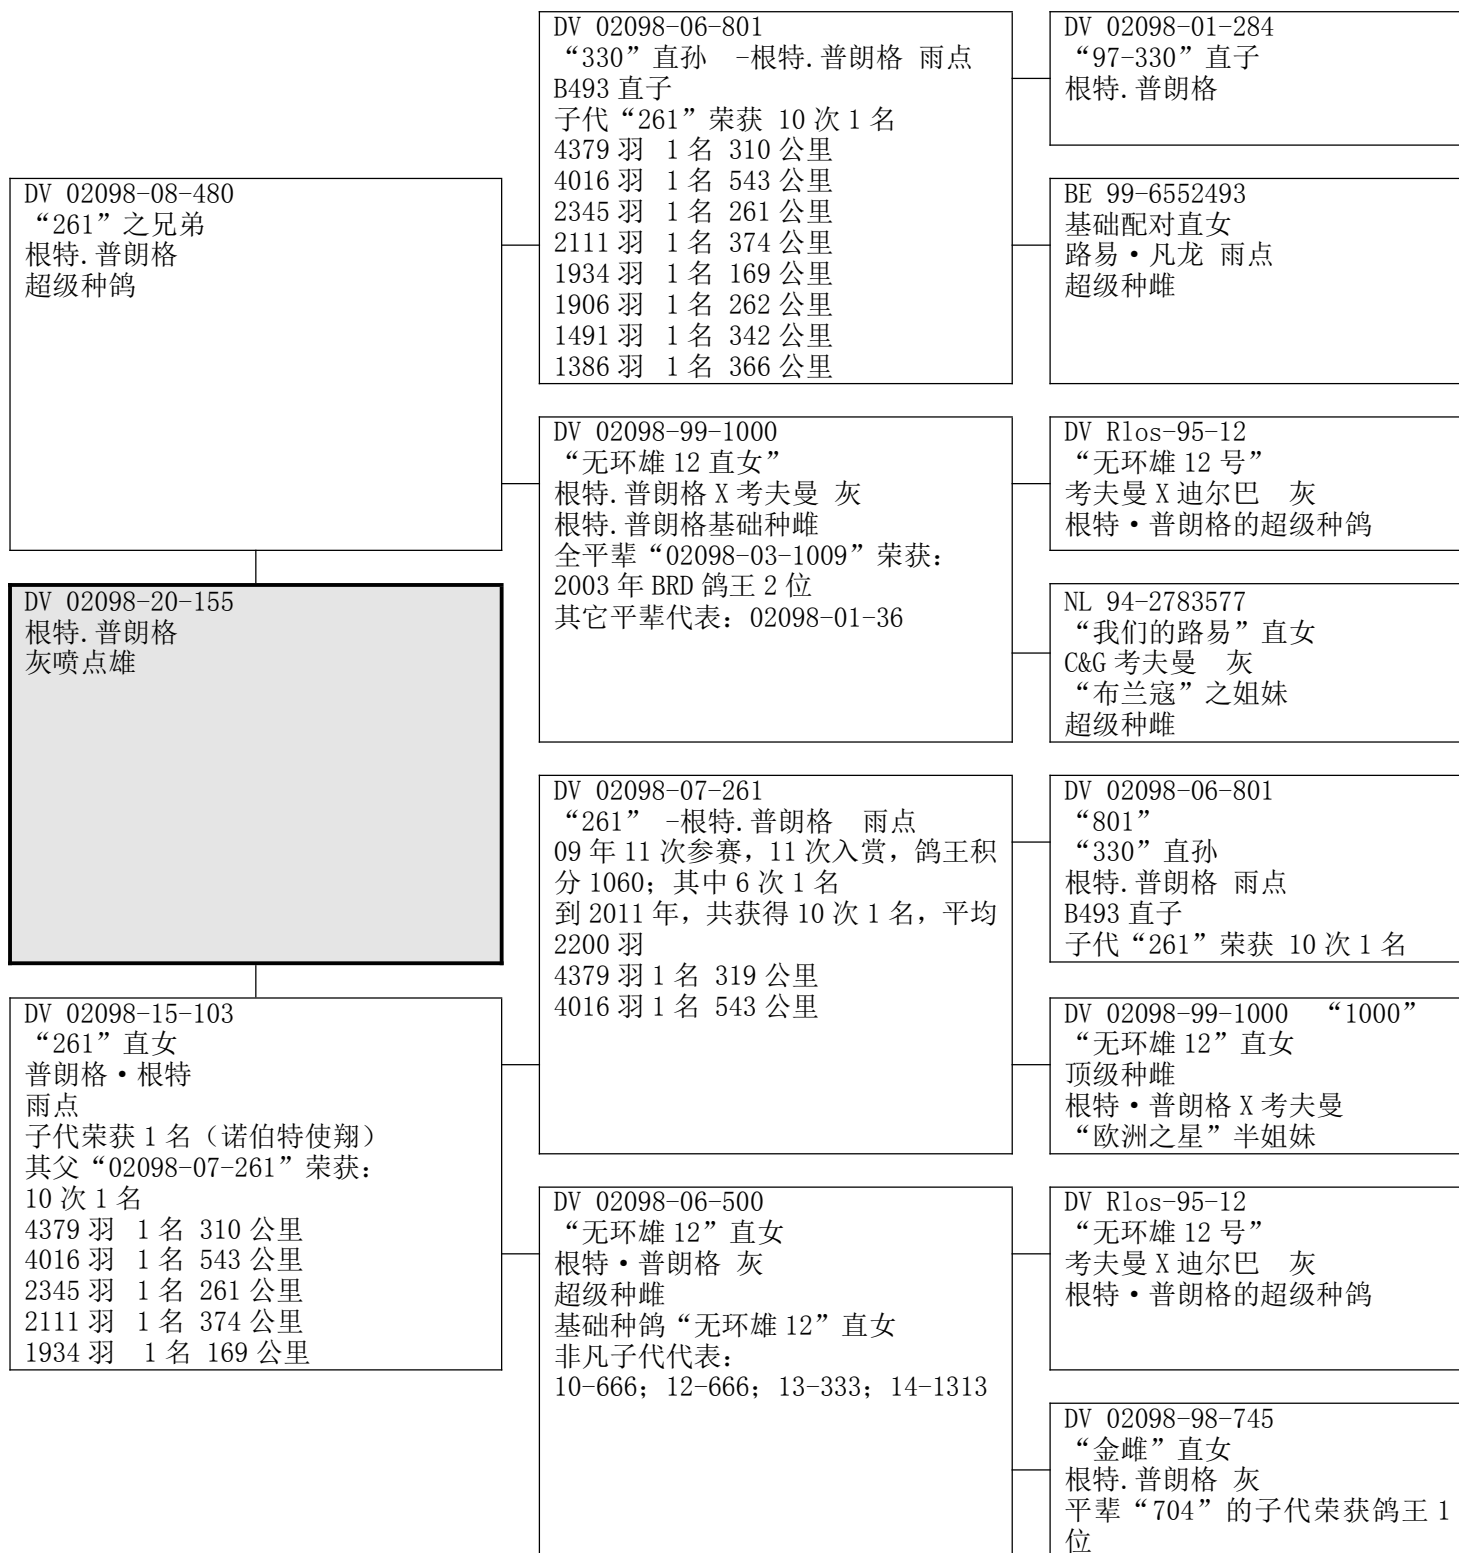 DV 02098-06-801
“330”直孙 -根特.普朗格 雨点
B493 直子
子代“261”荣获 10 次 1 名
4379 羽 1 名 310 公里
4016 羽 1 名 543 公里
2345 羽 1 名 261 公里
2111 羽 1 名 374 公里
1934 羽 1 名 169 公里
1906 羽 1 名 262 公里
1491 羽 1 名 342 公里
1386 羽 1 名 366 公里
DV 02098-01-284
“97-330”直子
根特.普朗格
DV 02098-08-480
“261”之兄弟
根特.普朗格
超级种鸽
BE 99-6552493
基础配对直女
路易•凡龙 雨点
超级种雌
DV 02098-99-1000
“无环雄 12 直女”
根特.普朗格 X 考夫曼 灰
根特.普朗格基础种雌
全平辈“02098-03-1009”荣获：
2003 年 BRD 鸽王 2 位
其它平辈代表：02098-01-36
DV Rlos-95-12
“无环雄 12 号”
考夫曼 X 迪尔巴 灰
根特•普朗格的超级种鸽
DV 02098-20-155
根特.普朗格
灰喷点雄
NL 94-2783577
“我们的路易”直女
C&G 考夫曼 灰
“布兰寇”之姐妹
超级种雌
DV 02098-07-261
“261” -根特.普朗格 雨点
09 年 11 次参赛，11 次入赏，鸽王积
分 1060；其中 6 次 1 名
到 2011 年，共获得 10 次 1 名，平均
2200 羽
4379 羽 1 名 319 公里
4016 羽 1 名 543 公里
DV 02098-06-801
“801”
“330”直孙
根特.普朗格 雨点
B493 直子
子代“261”荣获 10 次 1 名
DV 02098-15-103
“261”直女
普朗格•根特
雨点
子代荣获 1 名（诺伯特使翔）
其父“02098-07-261”荣获：
10 次 1 名
4379 羽 1 名 310 公里
4016 羽 1 名 543 公里
2345 羽 1 名 261 公里
2111 羽 1 名 374 公里
1934 羽 1 名 169 公里
DV 02098-99-1000 “1000”
“无环雄 12”直女
顶级种雌
根特•普朗格 X 考夫曼
“欧洲之星”半姐妹
DV 02098-06-500
“无环雄 12”直女
根特•普朗格 灰
超级种雌
基础种鸽“无环雄 12”直女
非凡子代代表：
10-666；12-666；13-333；14-1313
DV Rlos-95-12
“无环雄 12 号”
考夫曼 X 迪尔巴 灰
根特•普朗格的超级种鸽
DV 02098-98-745
“金雌”直女
根特.普朗格 灰
平辈“704”的子代荣获鸽王 1
位